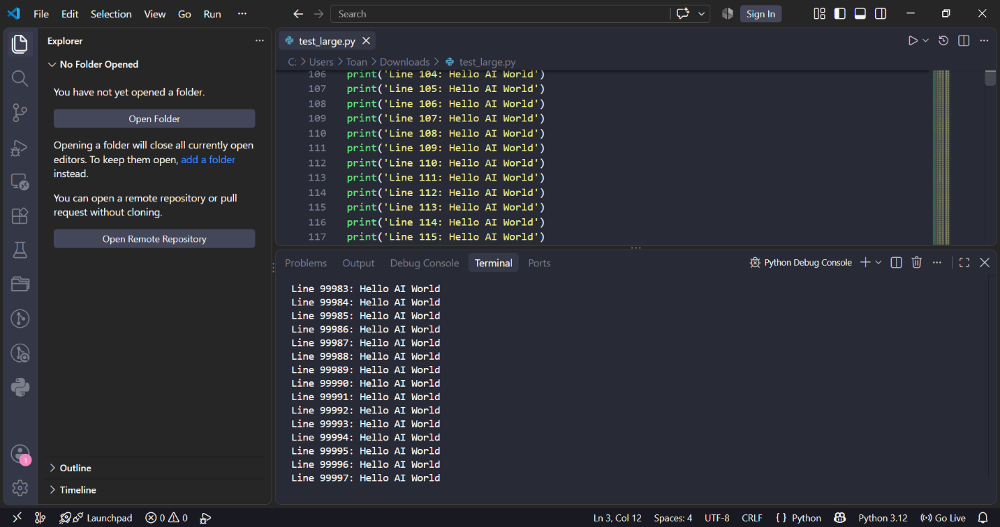 File Edit Selection View Go Run ···
Search
Sign In
Explorer
No Folder Opened
You have not yet opened a folder.
Open Folder
Opening a folder will close all currently open
editors. To keep them open, add a folder
instead.
You can open a remote repository or pull
request without cloning.
Open Remote Repository
Outline
Timeline
1
test_large.py
C: > Users > Toan > Downloads > test_large.py
106 print('Line 104: Hello AI World')
107 print('Line 105: Hello AI World')
108 print('Line 106: Hello AI World')
109 print('Line 107: Hello AI World')
110 print('Line 108: Hello AI World')
111 print('Line 109: Hello AI World')
112 print('Line 110: Hello AI World')
113 print('Line 111: Hello AI World')
114 print('Line 112: Hello AI World')
115 print('Line 113: Hello AI World')
116 print('Line 114: Hello AI World')
117 print('Line 115: Hello AI World')
Problems Output Debug Console Terminal Ports
Python Debug Console
Line 99983: Hello AI World
Line 99984: Hello AI World
Line 99985: Hello AI World
Line 99986: Hello AI World
Line 99987: Hello AI World
Line 99988: Hello AI World
Line 99989: Hello AI World
Line 99990: Hello AI World
Line 99991: Hello AI World
Line 99992: Hello AI World
Line 99993: Hello AI World
Line 99994: Hello AI World
Line 99995: Hello AI World
Line 99996: Hello AI World
Line 99997: Hello AI World
Launchpad 0 0 Ln 3, Col 12 Spaces: 4 UTF-8 CRLF { } Python Python 3.12 Go Live